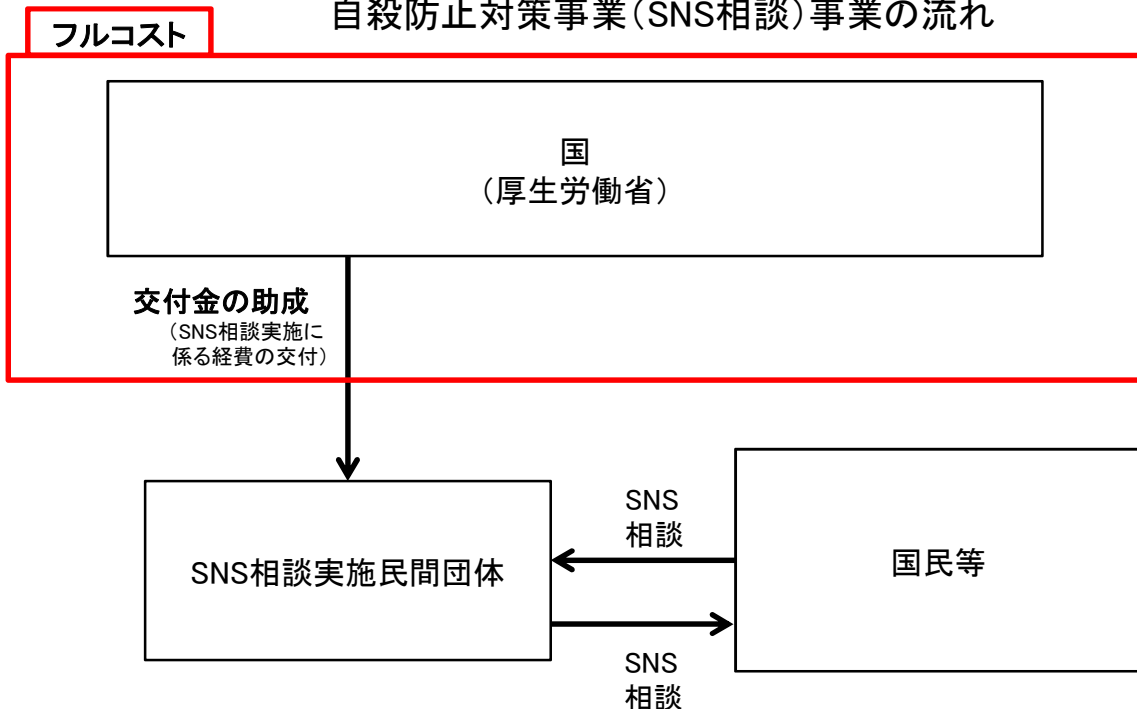 自殺防止対策事業(SNS相談)事業の流れ
フルコスト
国
(厚生労働省)
交付金の助成
(SNS相談実施に
係る経費の交付)
SNS相談実施民間団体
SNS
相談
国民等
SNS
相談